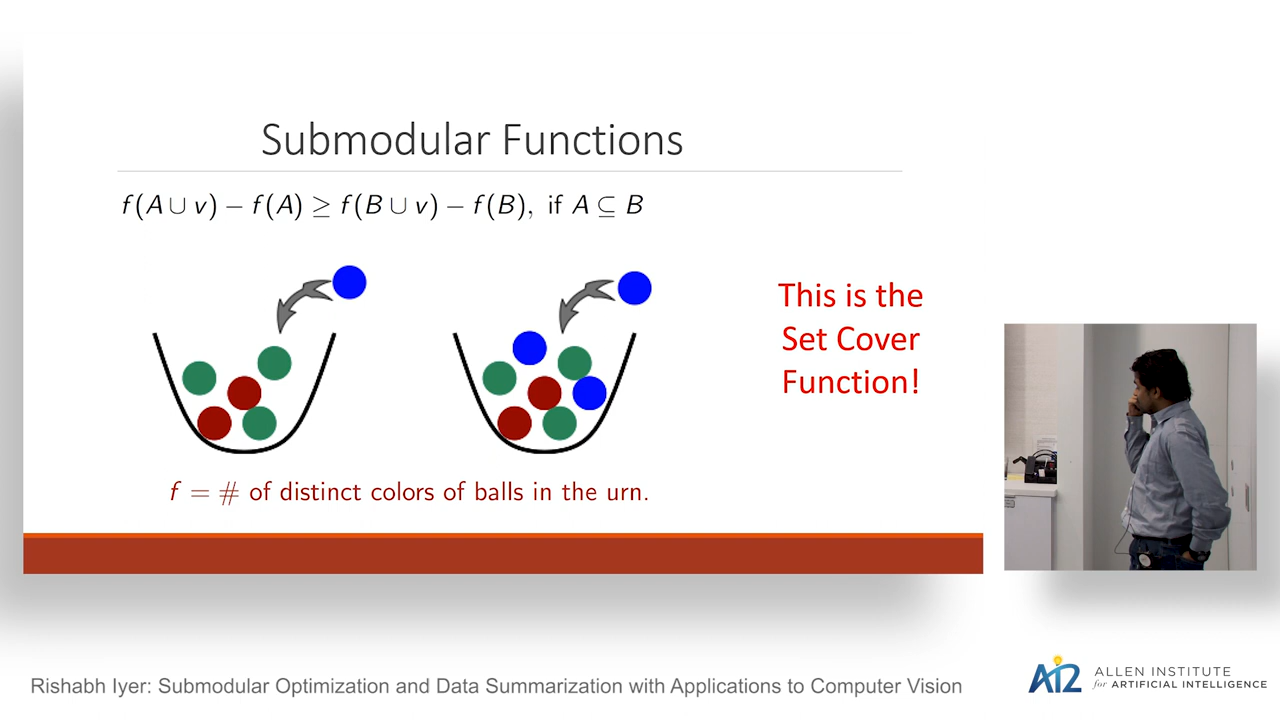 Submodular Functions
f(A ∪ v) − f(A) ≥ f(B ∪ v) − f(B), if A ⊆ B
This is the
Set Cover
Function!
f = # of distinct colors of balls in the urn.
Rishabh Iyer: Submodular Optimization and Data Summarization with Applications to Computer Vision
AI2
ALLEN INSTITUTE
for ARTIFICIAL INTELLIGENCE